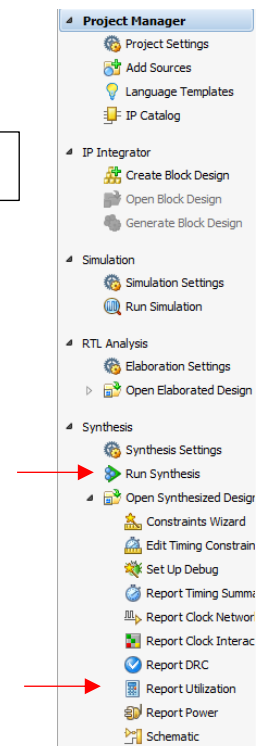 Project Manager
Project Settings
Add Sources
Language Templates
IP Catalog
IP Integrator
Create Block Design
Open Block Design
Generate Block Design
Simulation
Simulation Settings
Run Simulation
RTL Analysis
Elaboration Settings
Open Elaborated Design
Synthesis
Synthesis Settings
Run Synthesis
Open Synthesized Desigr
Constraints Wizard
Edit Timing Constrain
Set Up Debug
Report Timing Summa
Report Clock Networ
Report Clock Interac
Report DRC
Report Utilization
Report Power
Schematic